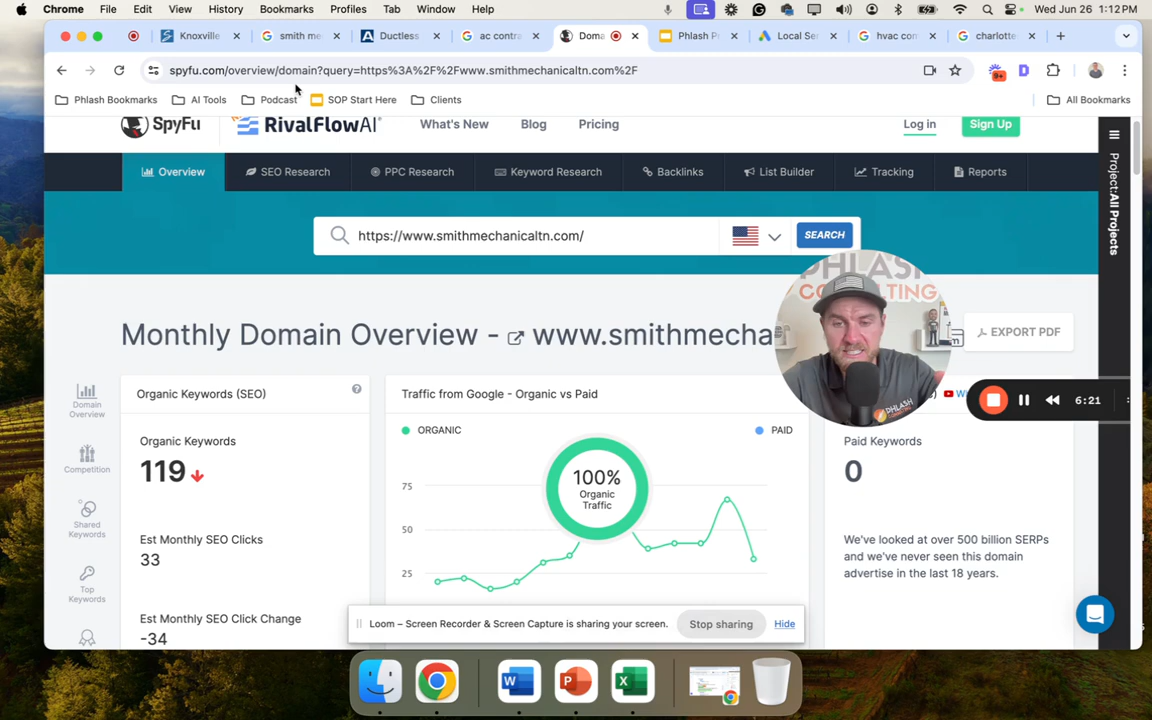 Chrome File Edit View History Bookmarks Profiles Tab Window Help Wed Jun 26 1:12 PM
Knoxville smith me Ductless ac contra Doma Phlash P Local Se hvac com charlotte
spyfu.com/overview/domain?query=https%3A%2F%2Fwww.smithmechanicaltn.com%2F 9+ D
Phlash Bookmarks AI Tools Podcast SOP Start Here Clients All Bookmarks
SpyFu RivalFlowAI What's New Blog Pricing Log in Sign Up
Overview SEO Research PPC Research Keyword Research Backlinks List Builder Tracking Reports
Project:All Projects
https://www.smithmechanicaltn.com/ SEARCH
PHLASH
CONSULTING
Monthly Domain Overview - www.smithmecha EXPORT PDF
Domain
Overview
Competition
Shared
Keywords
Top
Keywords
Organic Keywords (SEO)
Organic Keywords
119
Est Monthly SEO Clicks
33
Est Monthly SEO Click Change
-34
Traffic from Google - Organic vs Paid
ORGANIC PAID
100%
Organic
Traffic
75
50
25
6:21
Paid Keywords
0
We've looked at over 500 billion SERPs
and we've never seen this domain
advertise in the last 18 years.
Loom – Screen Recorder & Screen Capture is sharing your screen. Stop sharing Hide